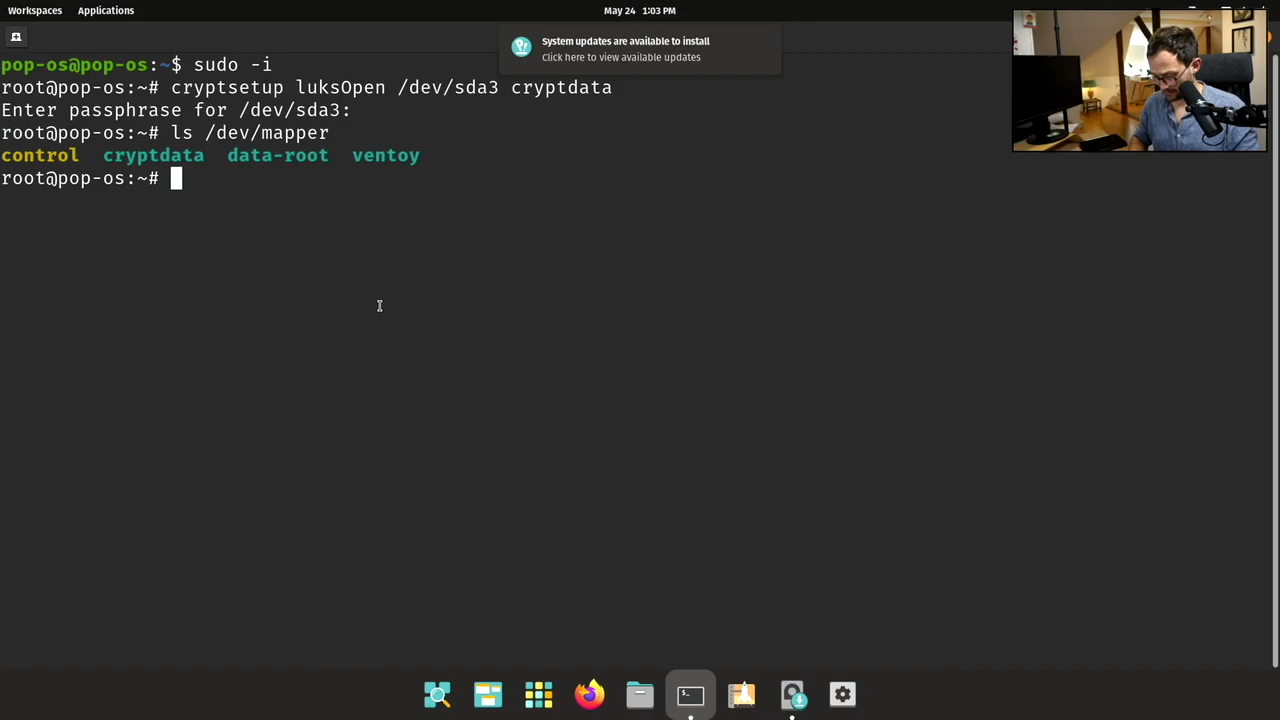 Workspaces Applications May 24 1:03 PM
System updates are available to install
Click here to view available updates
pop-os@pop-os:~$ sudo -i
root@pop-os:~# cryptsetup luksOpen /dev/sda3 cryptdata
Enter passphrase for /dev/sda3:
root@pop-os:~# ls /dev/mapper
control cryptdata data-root ventoy
root@pop-os:~#